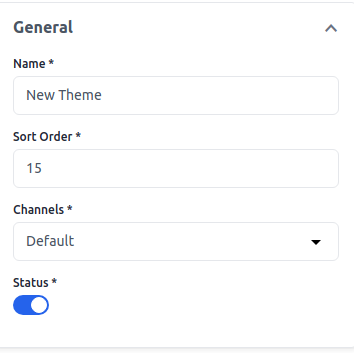 General
Name *
New Theme
Sort Order *
15
Channels *
Default
Status *